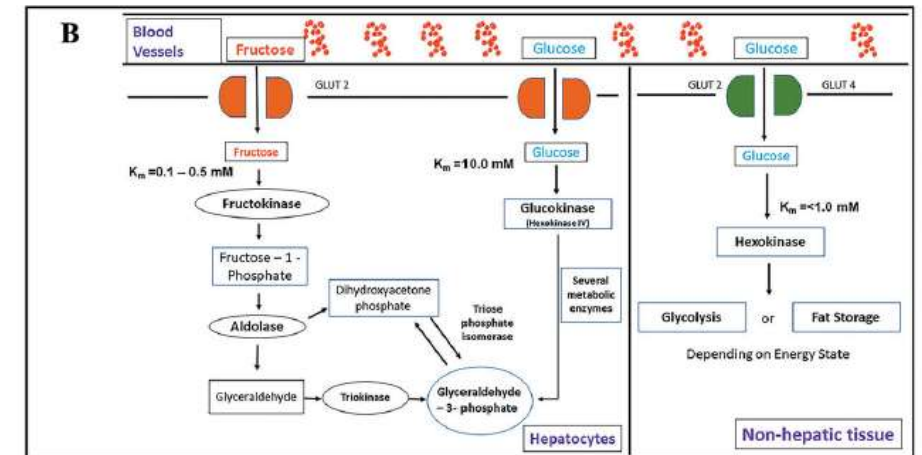 B
Blood
Vessels
Fructose
Glucose
Glucose
GLUT 2
GLUT 2
GLUT 4
Fructose
Glucose
Glucose
Km =0.1 – 0.5 mM
Km =10.0 mM
Km =<1.0 mM
Fructokinase
Glucokinase
(Hexokinase IV)
Hexokinase
Fructose – 1 -
Phosphate
Dihydroxyacetone
phosphate
Several
metabolic
enzymes
Triose
phosphate
isomerase
Aldolase
Glycolysis or Fat Storage
Depending on Energy State
Glyceraldehyde
Triokinase
Glyceraldehyde
– 3- phosphate
Hepatocytes
Non-hepatic tissue